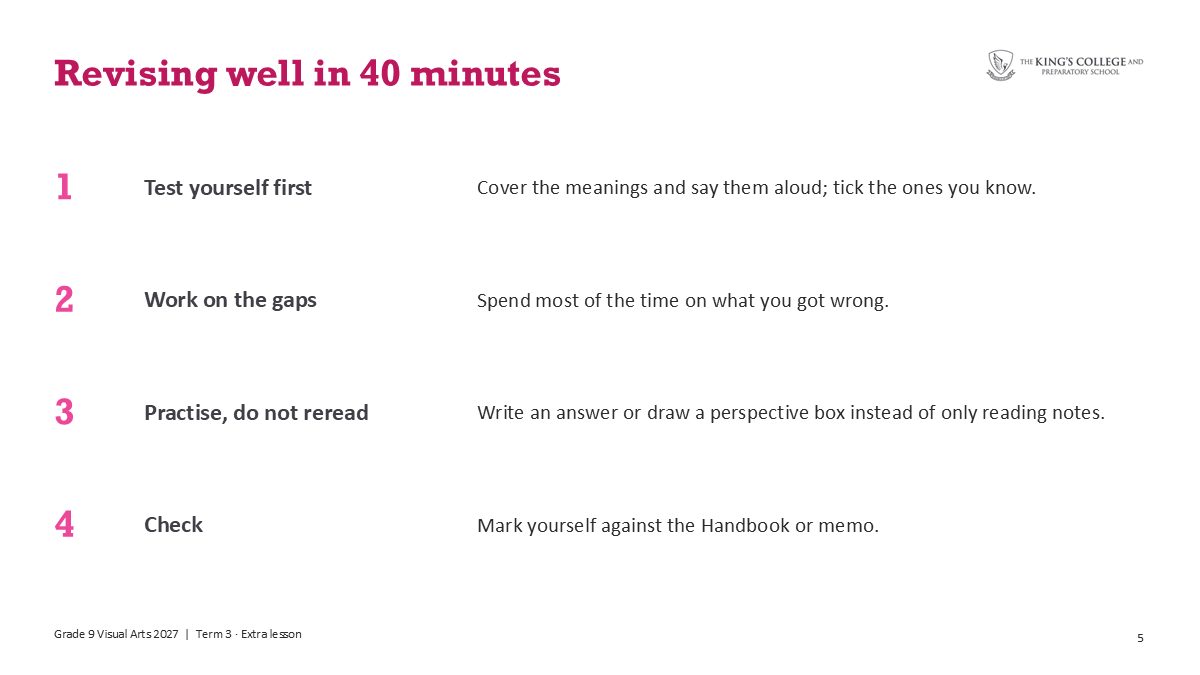 Revising well in 40 minutes
THE KING'S COLLEGE AND
PREPARATORY SCHOOL
1 Test yourself first Cover the meanings and say them aloud; tick the ones you know.
2 Work on the gaps Spend most of the time on what you got wrong.
3 Practise, do not reread Write an answer or draw a perspective box instead of only reading notes.
4 Check Mark yourself against the Handbook or memo.
Grade 9 Visual Arts 2027 | Term 3 · Extra lesson
5